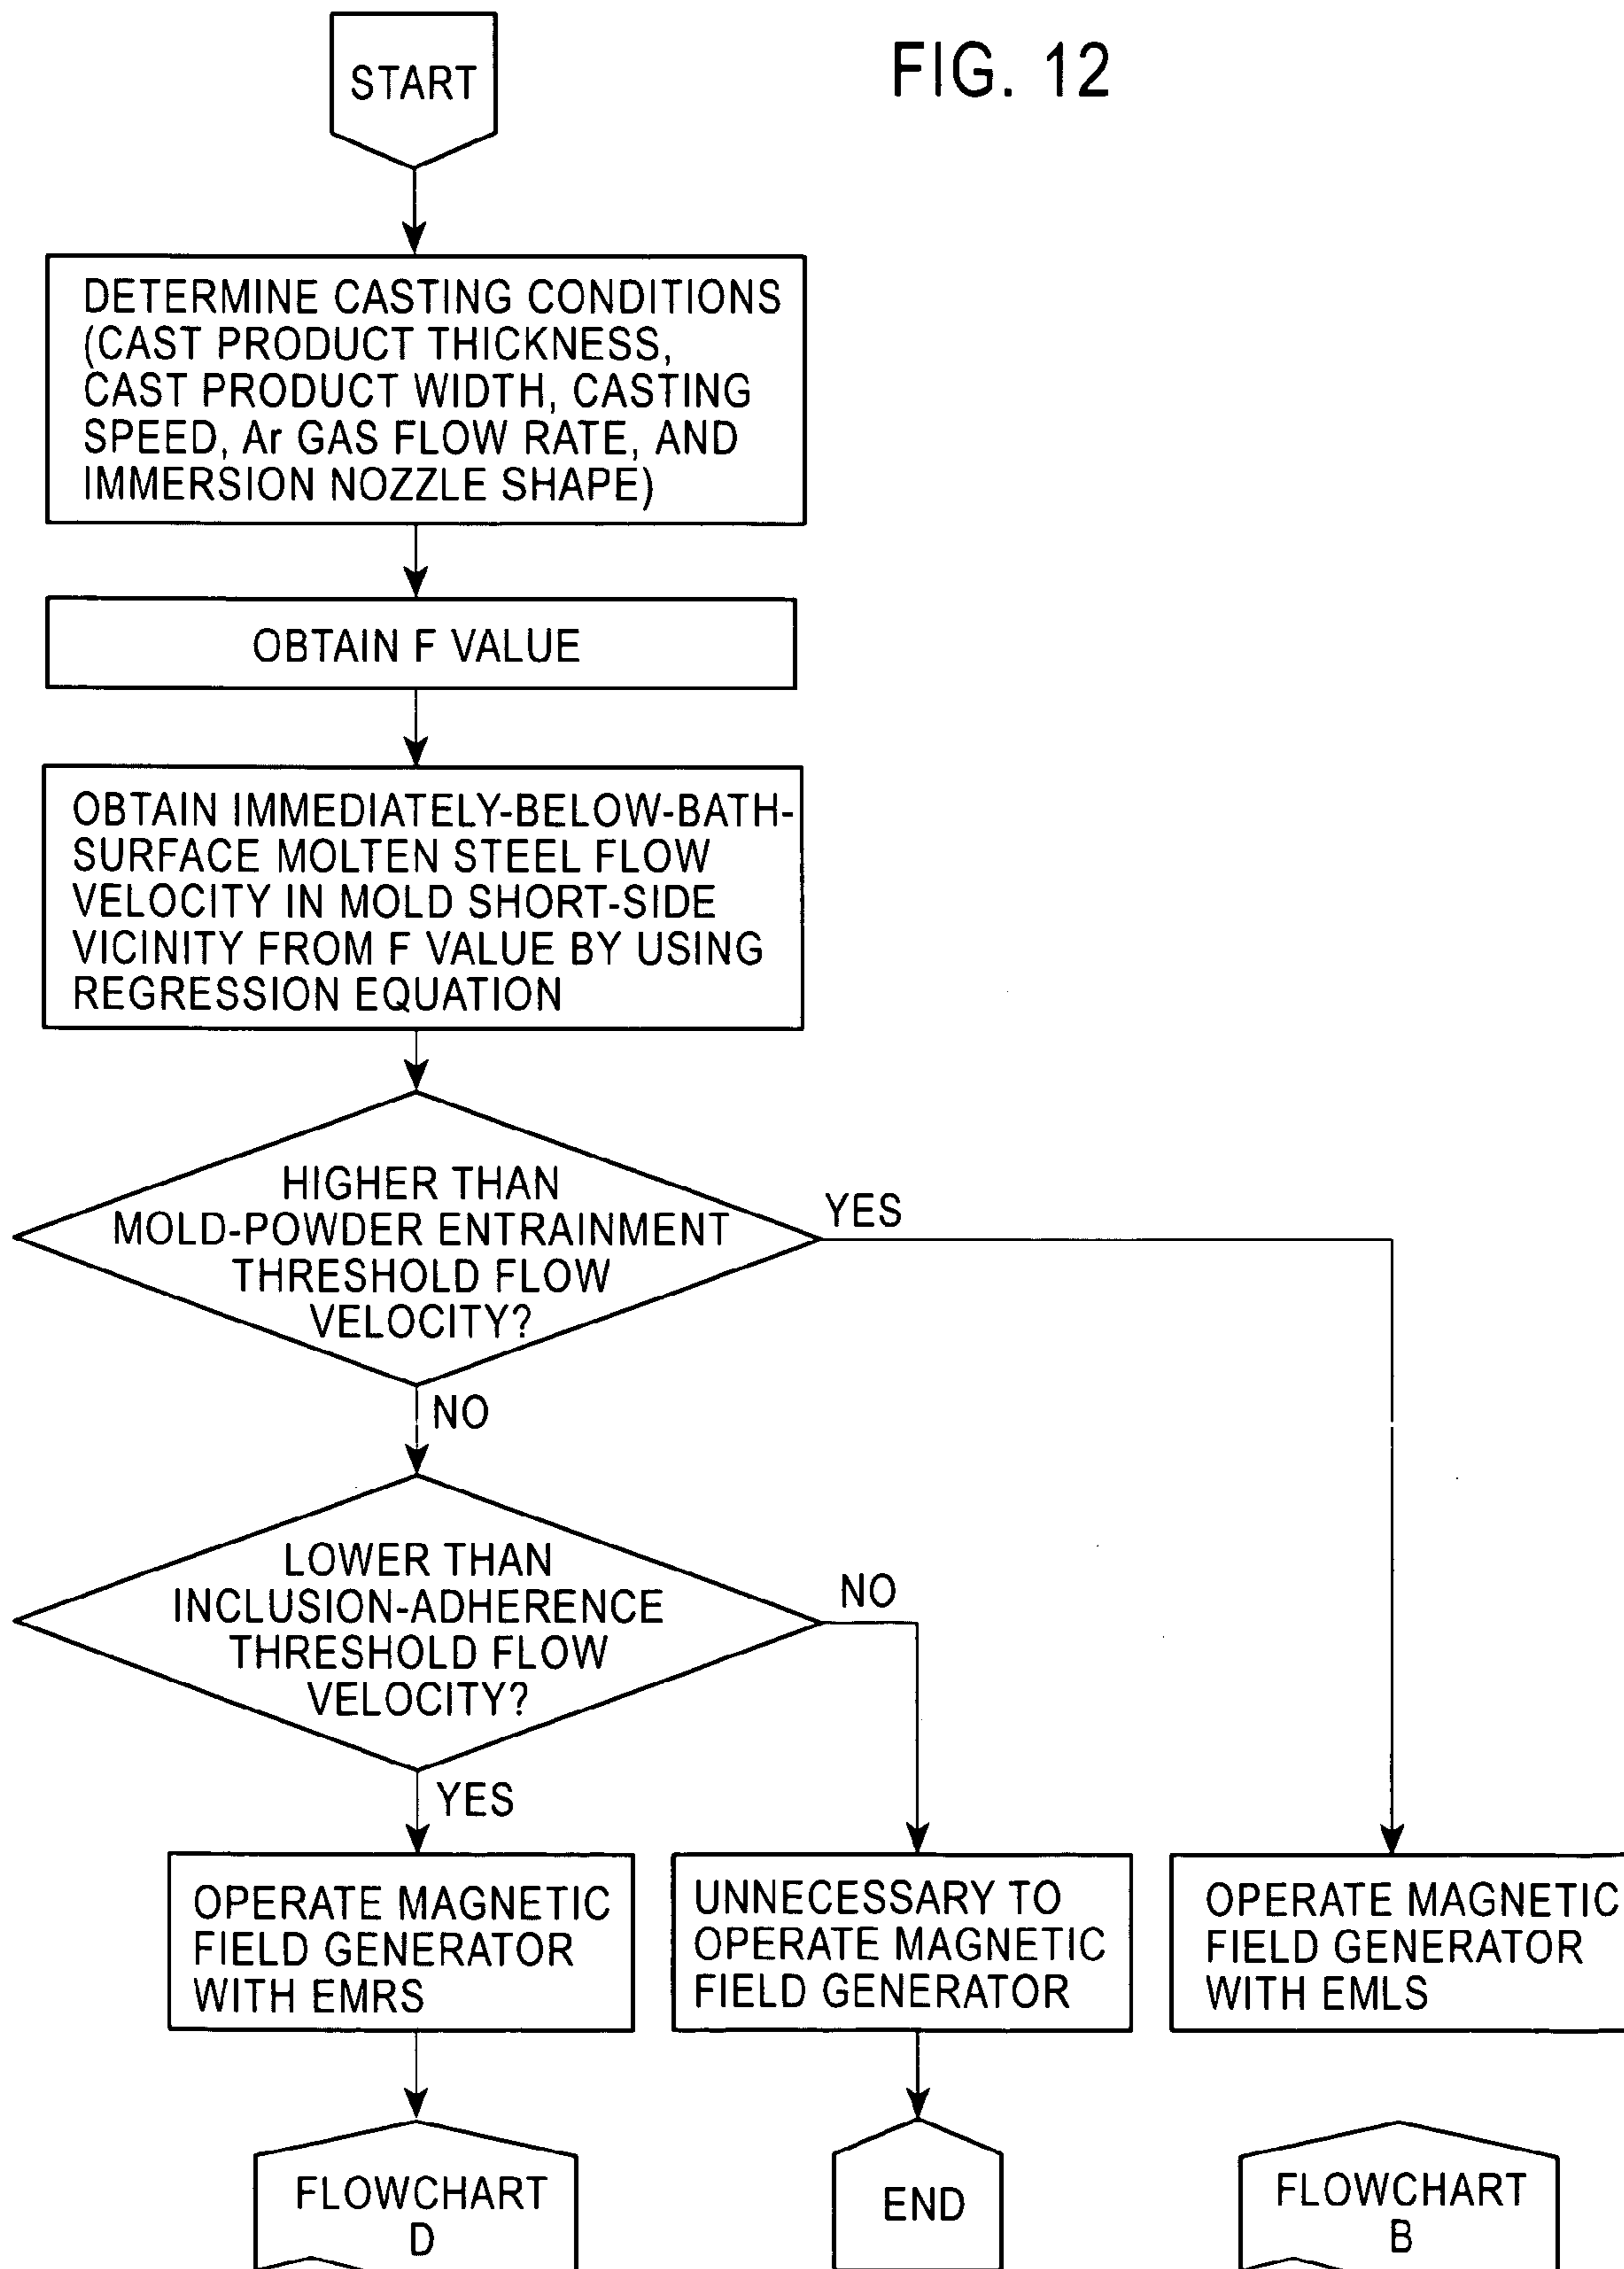 FIG. 12
START
DETERMINE CASTING CONDITIONS
(CAST PRODUCT THICKNESS,
CAST PRODUCT WIDTH, CASTING
SPEED, Ar GAS FLOW RATE, AND
IMMERSION NOZZLE SHAPE)
OBTAIN F VALUE
OBTAIN IMMEDIATELY-BELOW-BATH-
SURFACE MOLTEN STEEL FLOW
VELOCITY IN MOLD SHORT-SIDE
VICINITY FROM F VALUE BY USING
REGRESSION EQUATION
HIGHER THAN
MOLD-POWDER ENTRAINMENT
THRESHOLD FLOW
VELOCITY?
YES
NO
LOWER THAN
INCLUSION-ADHERENCE
THRESHOLD FLOW
VELOCITY?
NO
YES
OPERATE MAGNETIC
FIELD GENERATOR
WITH EMRS
UNNECESSARY TO
OPERATE MAGNETIC
FIELD GENERATOR
OPERATE MAGNETIC
FIELD GENERATOR
WITH EMLS
FLOWCHART
D
END
FLOWCHART
B